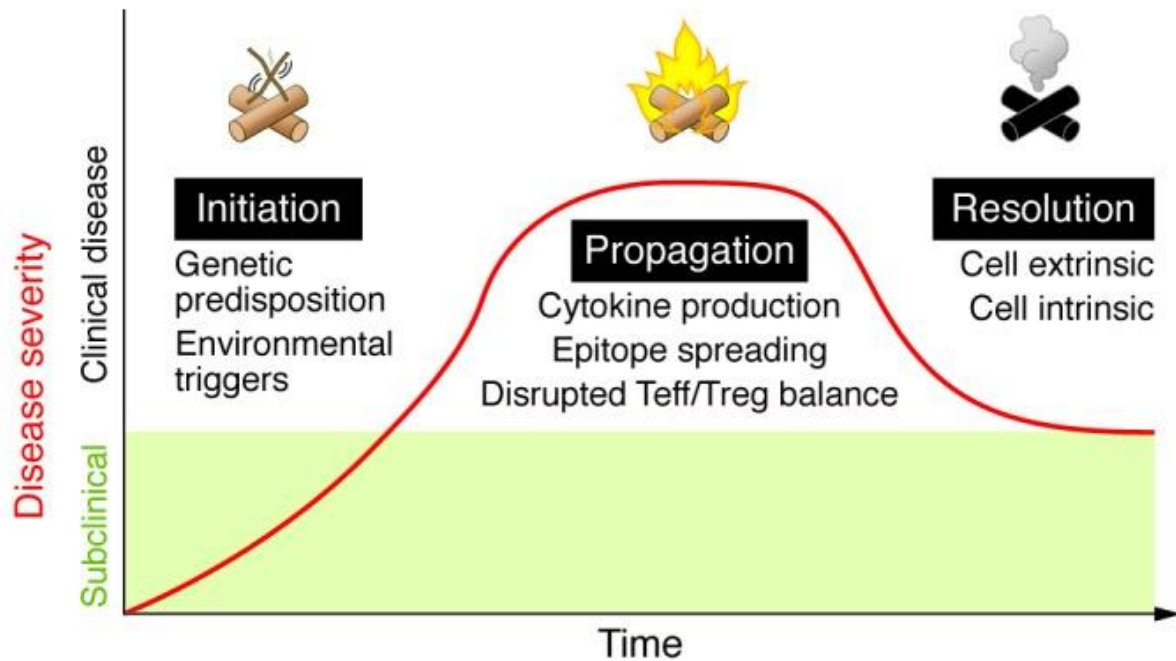 Initiation
Genetic
predisposition
Environmental
triggers
Propagation
Cytokine production
Epitope spreading
Disrupted Teff/Treg balance
Resolution
Cell extrinsic
Cell intrinsic
Disease severity
Clinical disease
Subclinical
Time